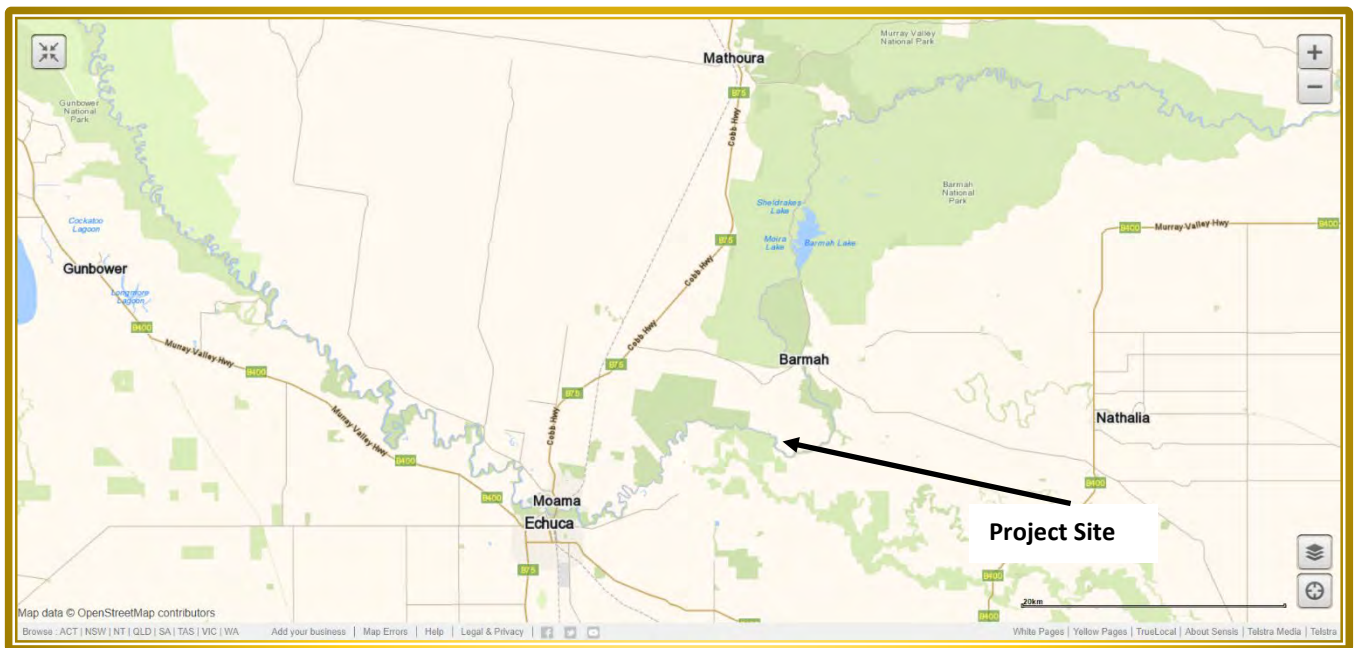 Murray Valley
National Park
Mathoura
+
−
Gunbower
National
Park
B75
Cobb Hwy
Barmah
National
Park
Sheldrakes
Lake
Cockatoo
Lagoon
Moira
Lake
Barmah Lake
B400
Murray Valley Hwy
B400
B75
Gunbower
Longmore
Lagoon
Cobb Hwy
B400
Murray Valley Hwy
Barmah
B75
B400
B75
Nathalia
Murray Valley Hwy
Cobb Hwy
B400
B400
B400
Moama
Echuca
Project Site
B75
B400
20km
B400
Map data © OpenStreetMap contributors
Browse : ACT | NSW | NT | QLD | SA | TAS | VIC | WA Add your business | Map Errors | Help | Legal & Privacy | White Pages | Yellow Pages | TrueLocal | About Sensis | Telstra Media | Telstra